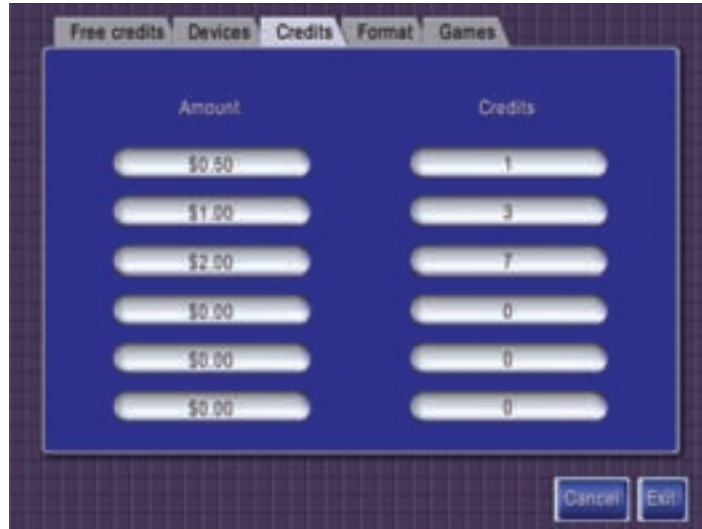 Free credits Devices Credits Format Games
Amount Credits
$0.50 1
$1.00 3
$2.00 7
$0.00 0
$0.00 0
$0.00 0
Cancel Exit